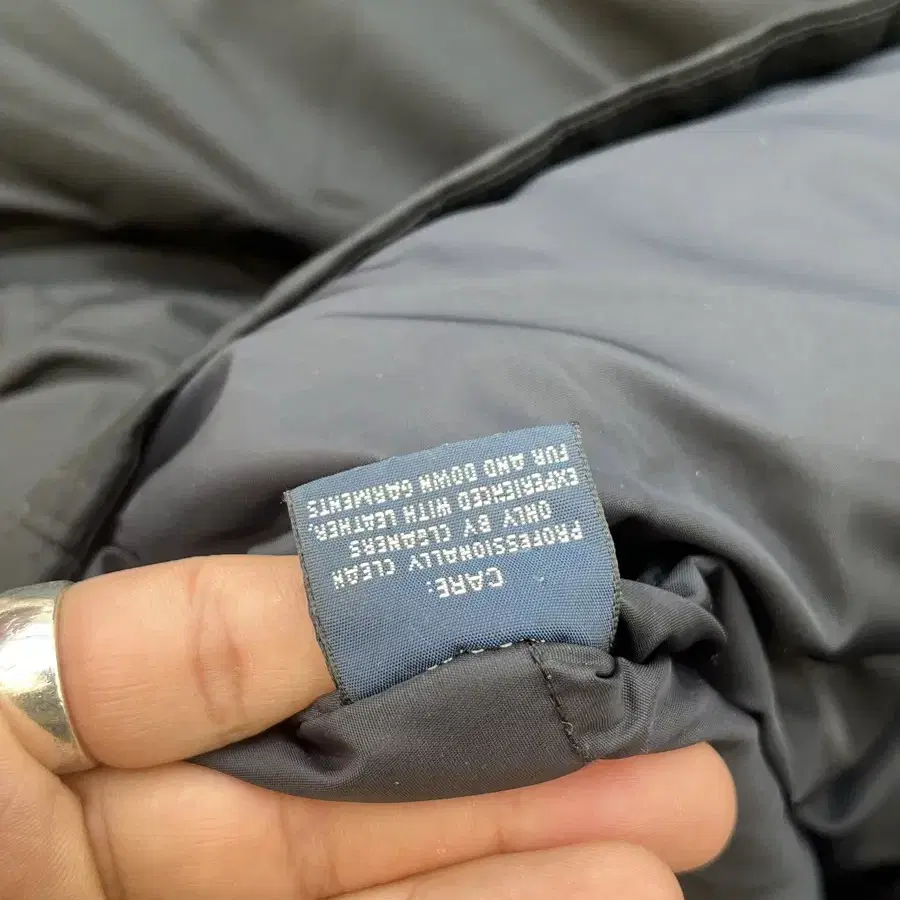 CARE:
PROFESSIONALLY CLEAN
ONLY BY CLEANERS
EXPERIENCED WITH LEATHER,
FUR AND DOWN GARMENTS